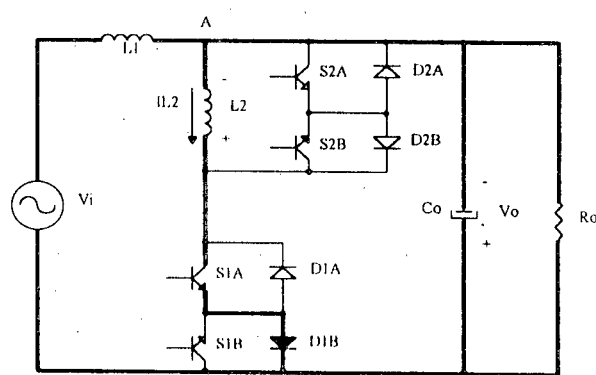 A
L1
S2A
D2A
IL2
L2
-
+
S2B
D2B
Vi
Co
-
Vo
+
Ro
S1A
D1A
S1B
D1B